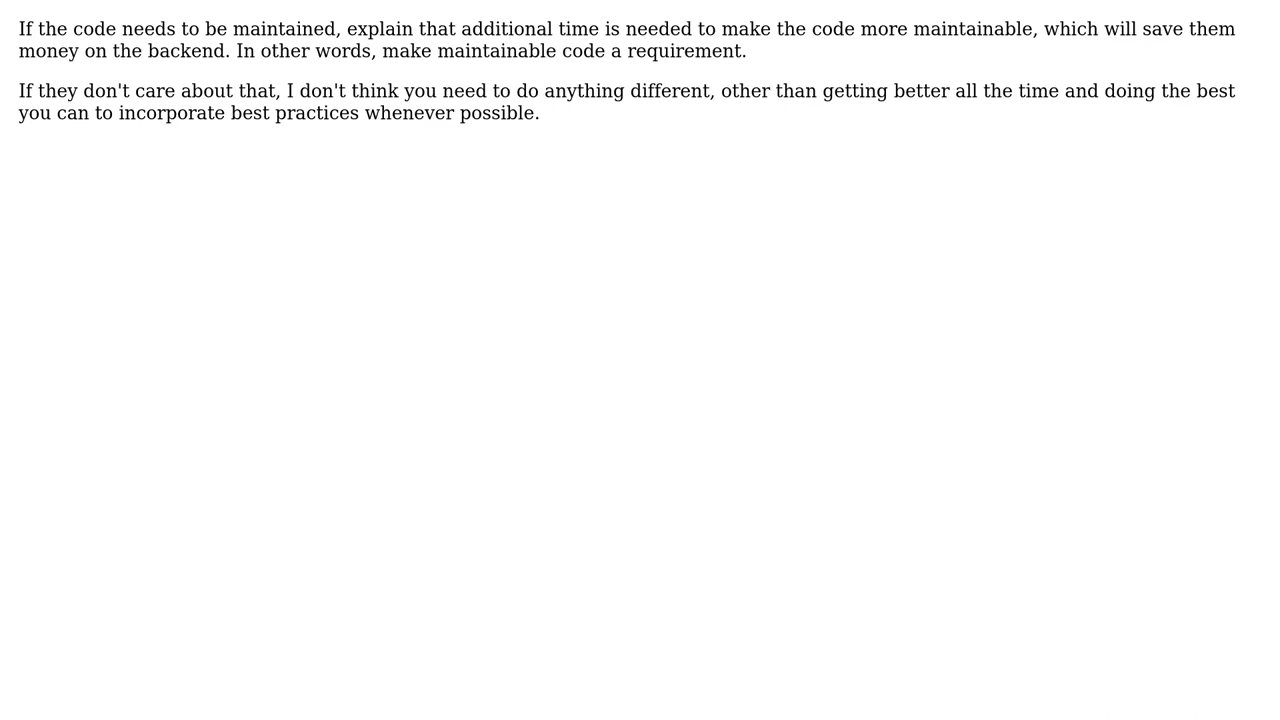 If the code needs to be maintained, explain that additional time is needed to make the code more maintainable, which will save them
money on the backend. In other words, make maintainable code a requirement.
If they don't care about that, I don't think you need to do anything different, other than getting better all the time and doing the best
you can to incorporate best practices whenever possible.